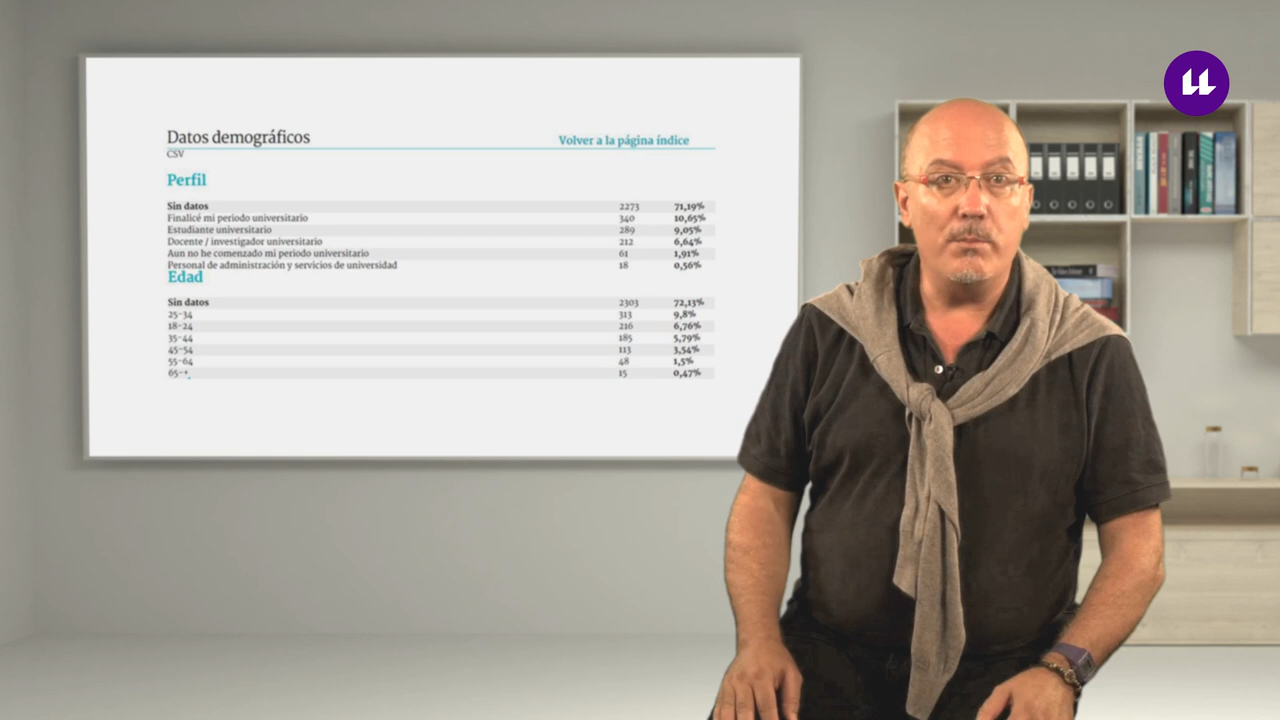 Datos demográficos
Volver a la página índice
CSV
Perfil
Sin datos 2273 71,19%
Finalicé mi periodo universitario 340 10,65%
Estudiante universitario 289 9,05%
Docente / investigador universitario 212 6,64%
Aun no he comenzado mi periodo universitario 61 1,91%
Personal de administración y servicios de universidad 18 0,56%
Edad
Sin datos 2303 72,13%
25-34 313 9,8%
18-24 216 6,76%
35-44 185 5,79%
45-54 113 3,54%
55-64 48 1,5%
65-+ 15 0,47%